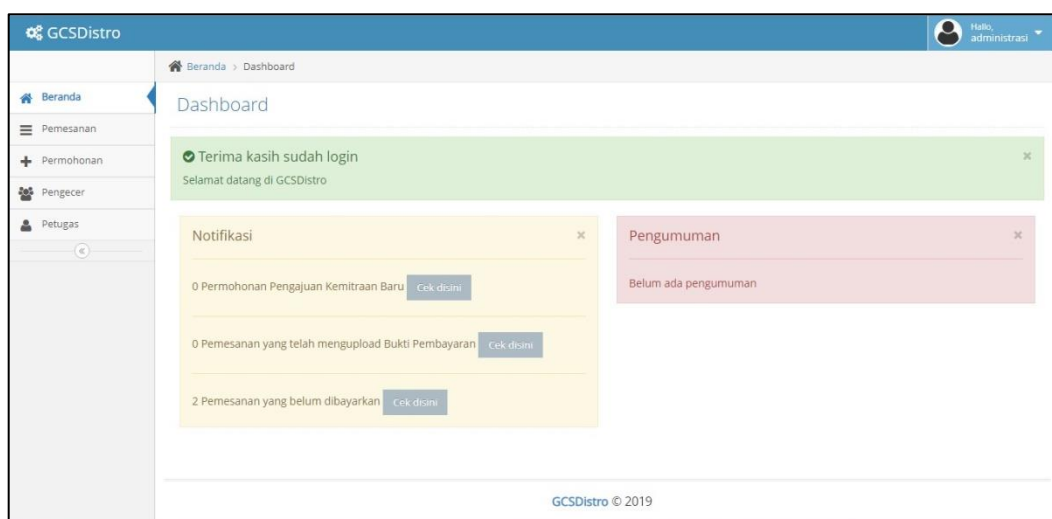 GCSDistro
Hallo,
administrasi
Beranda > Dashboard
Beranda
Pemesanan
Permohonan
Pengecer
Petugas
Dashboard
Terima kasih sudah login
Selamat datang di GCSDistro
Notifikasi
0 Permohonan Pengajuan Kemitraan Baru Cek disini
0 Pemesanan yang telah mengupload Bukti Pembayaran Cek disini
2 Pemesanan yang belum dibayarkan Cek disini
Pengumuman
Belum ada pengumuman
GCSDistro © 2019